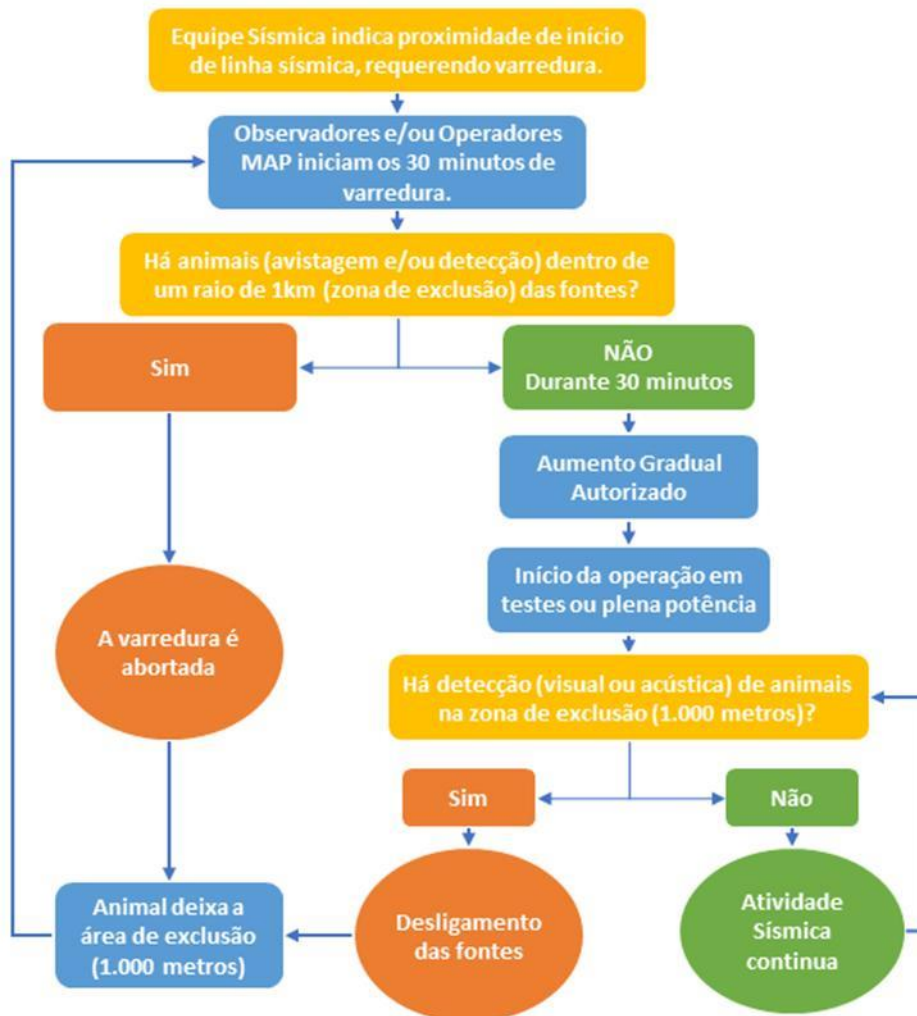 Equipe Sísmica indica proximidade de início
de linha sísmica, requerendo varredura.
Observadores e/ou Operadores
MAP iniciam os 30 minutos de
varredura.
Há animais (avistagem e/ou detecção) dentro de
um raio de 1km (zona de exclusão) das fontes?
Sim
NÃO
Durante 30 minutos
Aumento Gradual
Autorizado
Início da operação em
testes ou plena potência
A varredura é
abortada
Há detecção (visual ou acústica) de animais
na zona de exclusão (1.000 metros)?
Sim
Não
Animal deixa a
área de exclusão
(1.000 metros)
Desligamento
das fontes
Atividade
Sísmica
continua